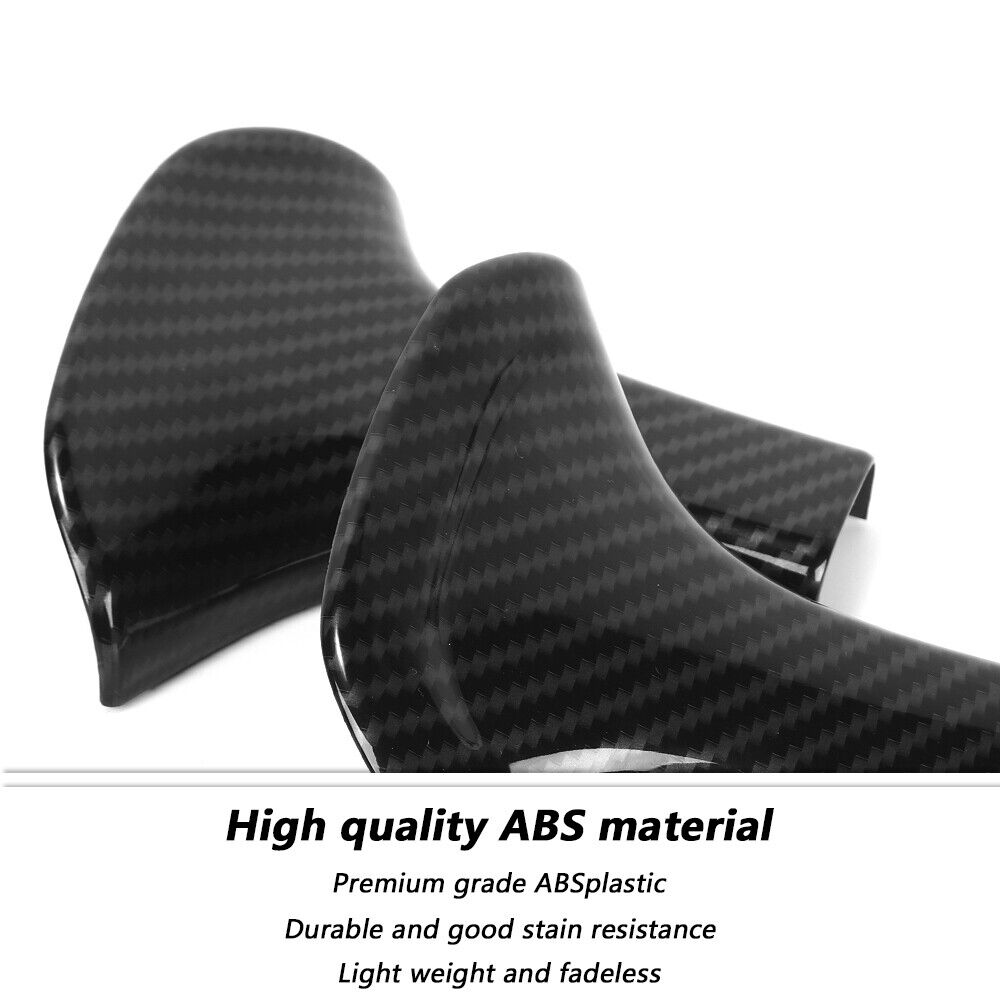 High quality ABS material
Premium grade ABSplastic
Durable and good stain resistance
Light weight and fadeless